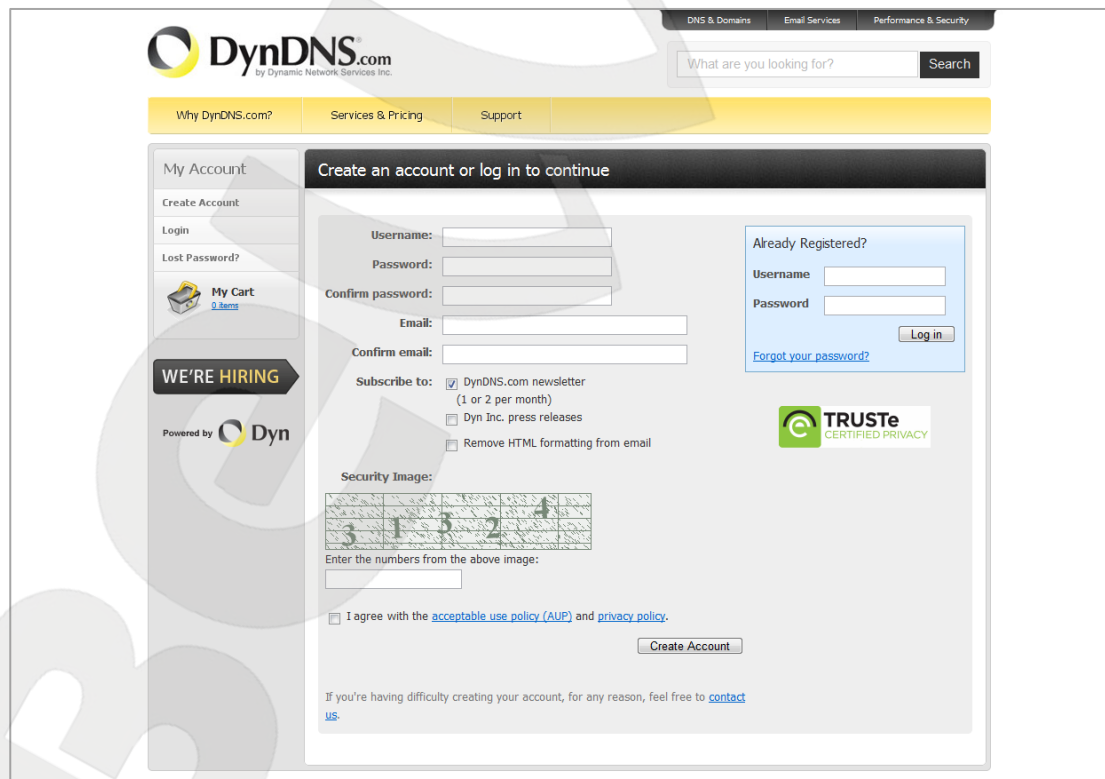 DNS & Domains Email Services Performance & Security
DynDNS.com
by Dynamic Network Services Inc.
What are you looking for? Search
Why DynDNS.com? Services & Pricing Support
My Account
Create Account
Login
Lost Password?
My Cart
0 items
WE'RE HIRING
Powered by Dyn
Create an account or log in to continue
Username:
Password:
Confirm password:
Email:
Confirm email:
Subscribe to: DynDNS.com newsletter
(1 or 2 per month)
Dyn Inc. press releases
Remove HTML formatting from email
Security Image:
3 1 3 2 4
Enter the numbers from the above image:
I agree with the acceptable use policy (AUP) and privacy policy.
Create Account
If you're having difficulty creating your account, for any reason, feel free to contact
us.
Already Registered?
Username
Password
Log in
Forgot your password?
TRUSTe
CERTIFIED PRIVACY